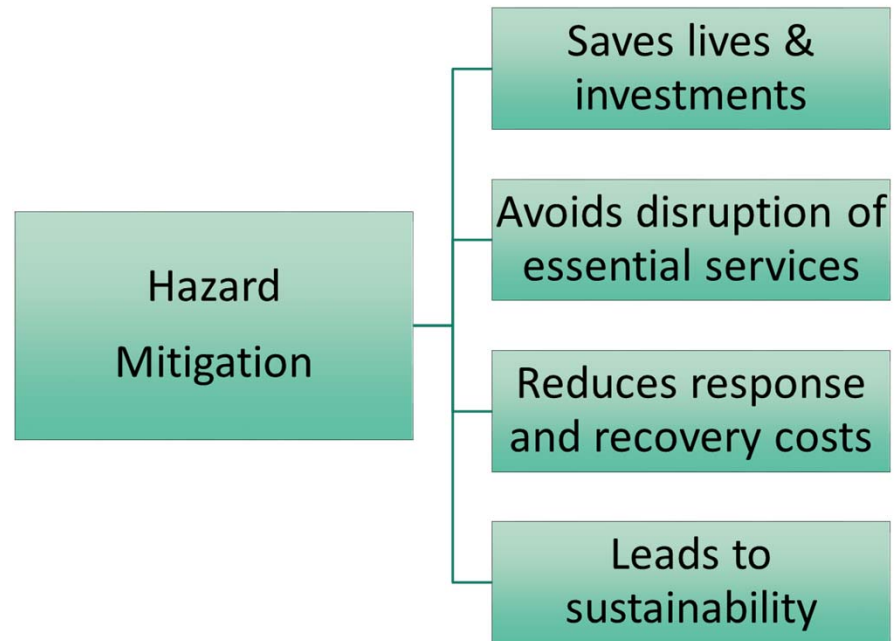 Hazard
Mitigation
Saves lives &
investments
Avoids disruption of
essential services
Reduces response
and recovery costs
Leads to
sustainability